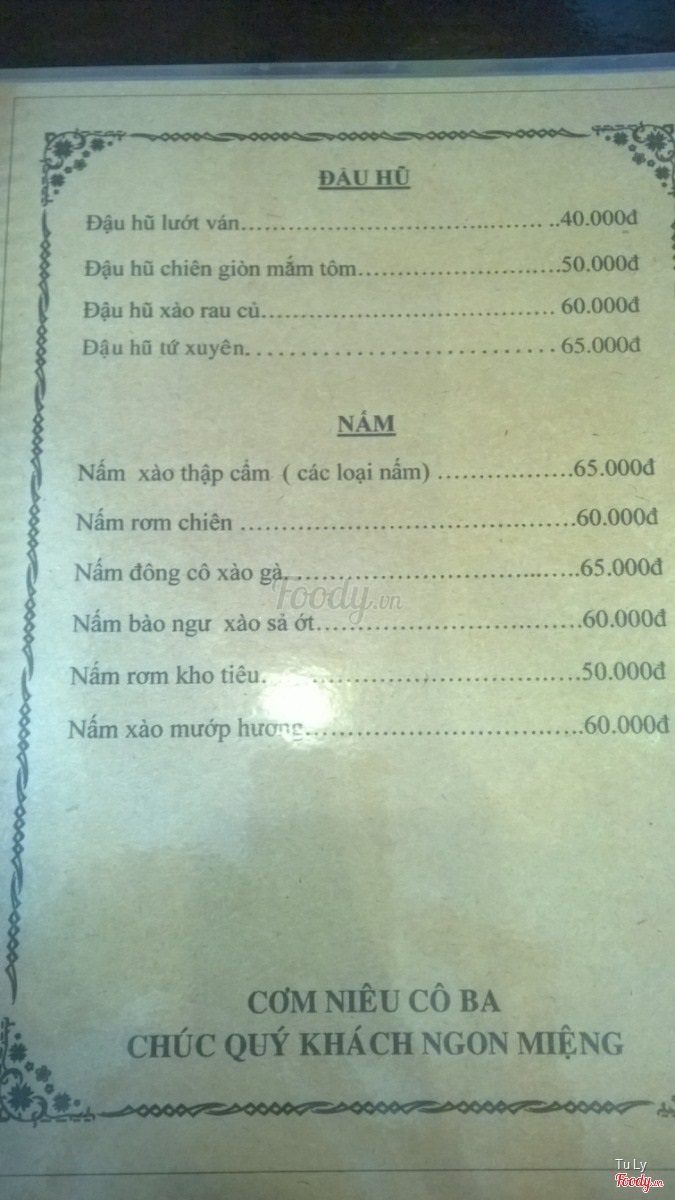 ĐẬU HŨ
Đậu hũ lướt ván............................................. ..40.000đ
Đậu hũ chiên giòn mắm tôm.............................50.000đ
Đậu hũ xào rau củ.......................................... 60.000đ
Đậu hũ tứ xuyên. . . . . . . . . . . . . . . . . . . . . . . . . . . . 65.000đ
NẤM
Nấm xào thập cẩm ( các loại nấm) ...................65.000đ
Nấm rơm chiên ................................................60.000đ
Nấm đông cô xào gà..........................................65.000đ
Foody.vn
Nấm bào ngư xào sả ớt......................................60.000đ
Nấm rơm kho tiêu..............................................50.000đ
Nấm xào mướp hương........................................60.000đ
CƠM NIÊU CÔ BA
CHÚC QUÝ KHÁCH NGON MIỆNG
Tu Ly
Foody.vn